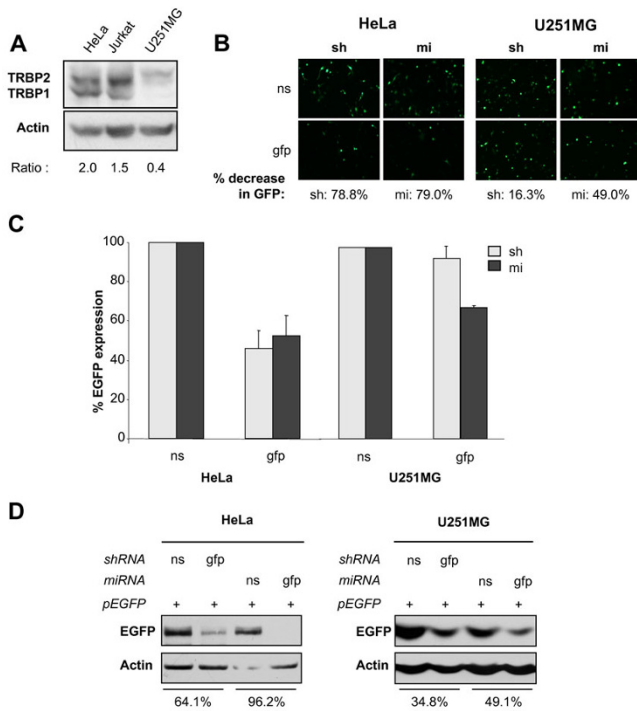 A
HeLa
Jurkat
U251MG
TRBP2
TRBP1
Actin
Ratio : 2.0 1.5 0.4
B
HeLa U251MG
sh mi sh mi
ns
gfp
% decrease
in GFP: sh: 78.8% mi: 79.0% sh: 16.3% mi: 49.0%
C
% EGFP expression
100
80
60
40
20
0
sh
mi
ns gfp ns gfp
HeLa U251MG
D
HeLa
shRNA ns gfp
miRNA ns gfp
pEGFP + + + +
EGFP
Actin
64.1% 96.2%
U251MG
shRNA ns gfp
miRNA ns gfp
pEGFP + + + +
EGFP
Actin
34.8% 49.1%